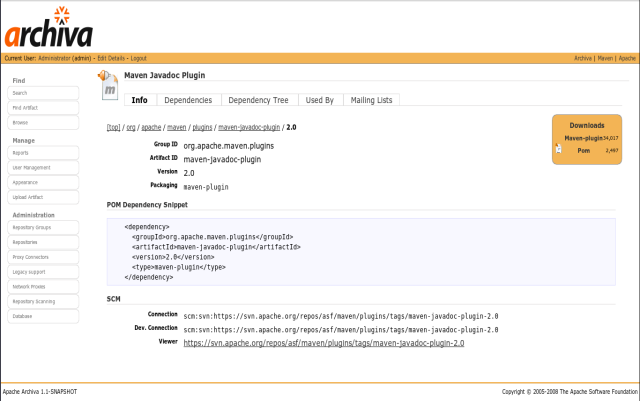 archiva
Current User: Administrator (admin) - Edit Details - Logout
Archiva | Maven | Apache
Find
Search
Find Artifact
Browse
Manage
Reports
User Management
Appearance
Upload Artifact
Administration
Repository Groups
Repositories
Proxy Connectors
Legacy Support
Network Proxies
Repository Scanning
Database
m
Maven Javadoc Plugin
Info
Dependencies
Dependency Tree
Used By
Mailing Lists
[top] / org / apache / maven / plugins / maven-javadoc-plugin / 2.0
Group ID org.apache.maven.plugins
Artifact ID maven-javadoc-plugin
Version 2.0
Packaging maven-plugin
POM Dependency Snippet
<dependency>
<groupId>org.apache.maven.plugins</groupId>
<artifactId>maven-javadoc-plugin</artifactId>
<version>2.0</version>
<type>maven-plugin</type>
</dependency>
SCM
Connection scm:svn:https://svn.apache.org/repos/asf/maven/plugins/tags/maven-javadoc-plugin-2.0
Dev. Connection scm:svn:https://svn.apache.org/repos/asf/maven/plugins/tags/maven-javadoc-plugin-2.0
Viewer https://svn.apache.org/repos/asf/maven/plugins/tags/maven-javadoc-plugin-2.0
Downloads
Maven-plugin
Pom
Apache Archiva 1.1-SNAPSHOT
Copyright © 2005-2008 The Apache Software Foundation